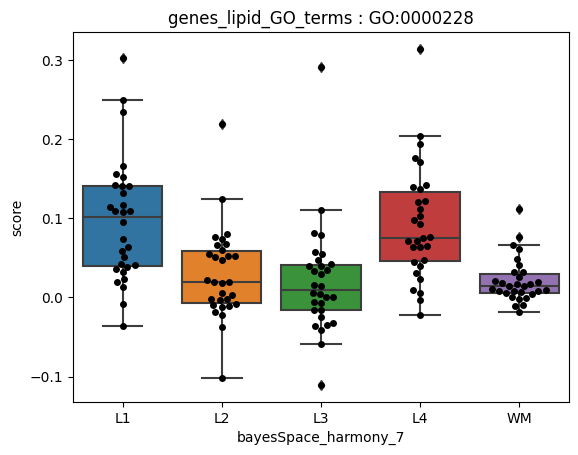 genes_lipid_GO_terms : GO:0000228
score
0.3
0.2
0.1
0.0
−0.1
L1 L2 L3 L4 WM
bayesSpace_harmony_7